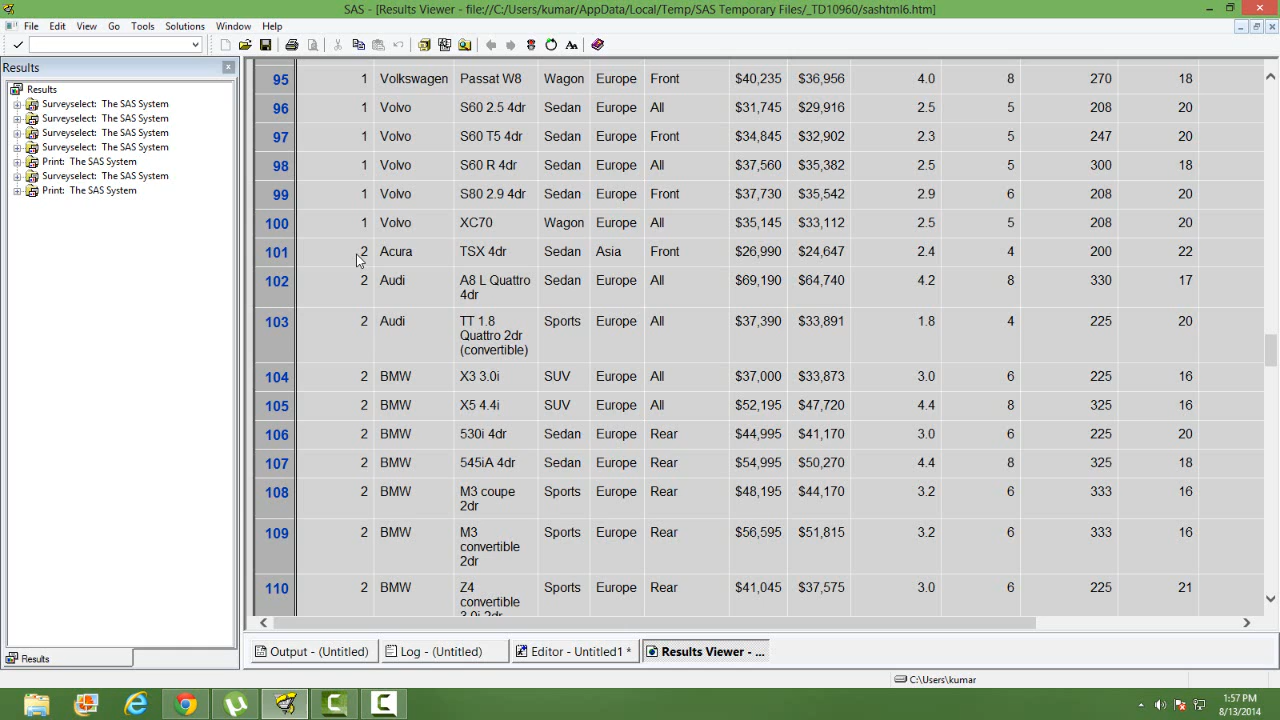 SAS - [Results Viewer - file://C:/Users/kumar/AppData/Local/Temp/SAS Temporary Files/_TD10960/sashtml6.htm]
File Edit View Go Tools Solutions Window Help
Results
Results
Surveyselect: The SAS System
Surveyselect: The SAS System
Surveyselect: The SAS System
Surveyselect: The SAS System
Print: The SAS System
Surveyselect: The SAS System
Print: The SAS System
95 1 Volkswagen Passat W8 Wagon Europe Front $40,235 $36,956 4.0 8 270 18
96 1 Volvo S60 2.5 4dr Sedan Europe All $31,745 $29,916 2.5 5 208 20
97 1 Volvo S60 T5 4dr Sedan Europe Front $34,845 $32,902 2.3 5 247 20
98 1 Volvo S60 R 4dr Sedan Europe All $37,560 $35,382 2.5 5 300 18
99 1 Volvo S80 2.9 4dr Sedan Europe Front $37,730 $35,542 2.9 6 208 20
100 1 Volvo XC70 Wagon Europe All $35,145 $33,112 2.5 5 208 20
101 2 Acura TSX 4dr Sedan Asia Front $26,990 $24,647 2.4 4 200 22
102 2 Audi A8 L Quattro Sedan Europe All $69,190 $64,740 4.2 8 330 17
4dr
103 2 Audi TT 1.8 Sports Europe All $37,390 $33,891 1.8 4 225 20
Quattro 2dr
(convertible)
104 2 BMW X3 3.0i SUV Europe All $37,000 $33,873 3.0 6 225 16
105 2 BMW X5 4.4i SUV Europe All $52,195 $47,720 4.4 8 325 16
106 2 BMW 530i 4dr Sedan Europe Rear $44,995 $41,170 3.0 6 225 20
107 2 BMW 545iA 4dr Sedan Europe Rear $54,995 $50,270 4.4 8 325 18
108 2 BMW M3 coupe Sports Europe Rear $48,195 $44,170 3.2 6 333 16
2dr
109 2 BMW M3 Sports Europe Rear $56,595 $51,815 3.2 6 333 16
convertible
2dr
110 2 BMW Z4 Sports Europe Rear $41,045 $37,575 3.0 6 225 21
convertible
3.0i 2dr
Results
Output - (Untitled) Log - (Untitled) Editor - Untitled1 * Results Viewer - ...
C:\Users\kumar
1:57 PM
8/13/2014